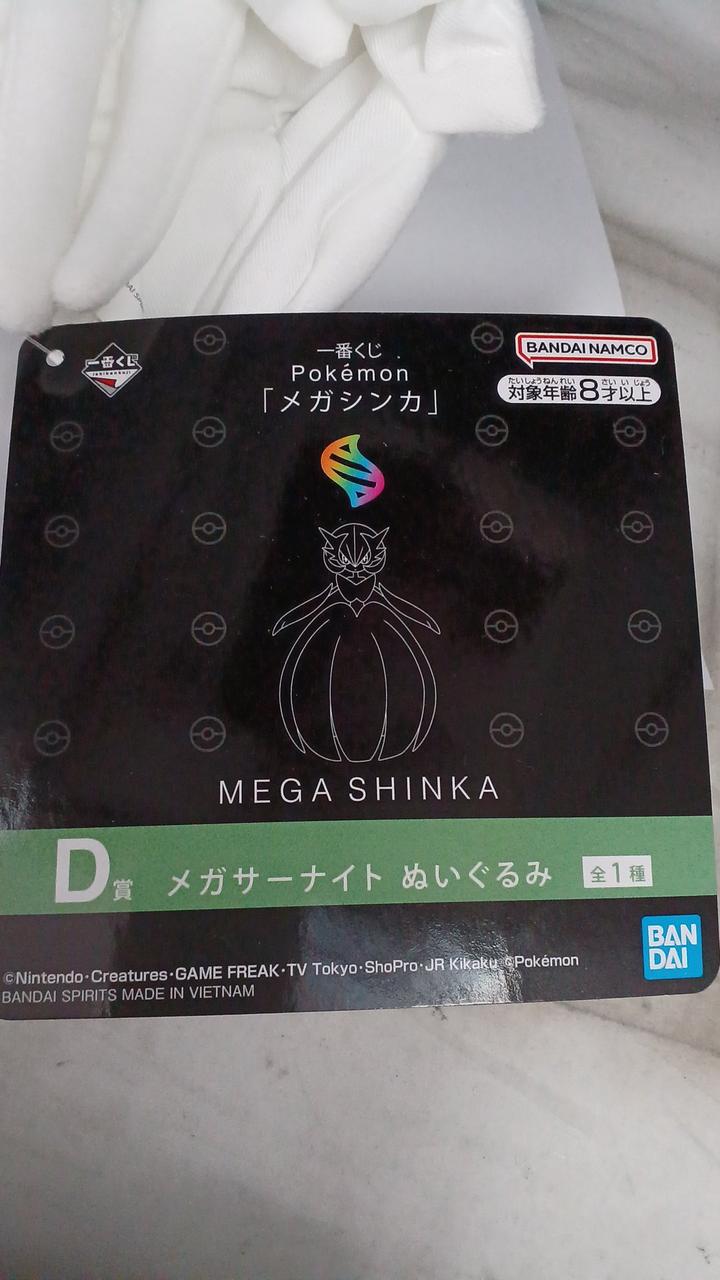 一番くじ
ichibankuji
一番くじ
Pokémon
「メガシンカ」
BANDAI NAMCO
たいしょうねんれい さい いじょう
対象年齢8才以上
MEGA SHINKA
D賞 メガサーナイト ぬいぐるみ 全1種
©Nintendo・Creatures・GAME FREAK・TV Tokyo・ShoPro・JR Kikaku ©Pokémon
BANDAI SPIRITS MADE IN VIETNAM
BAN
DAI